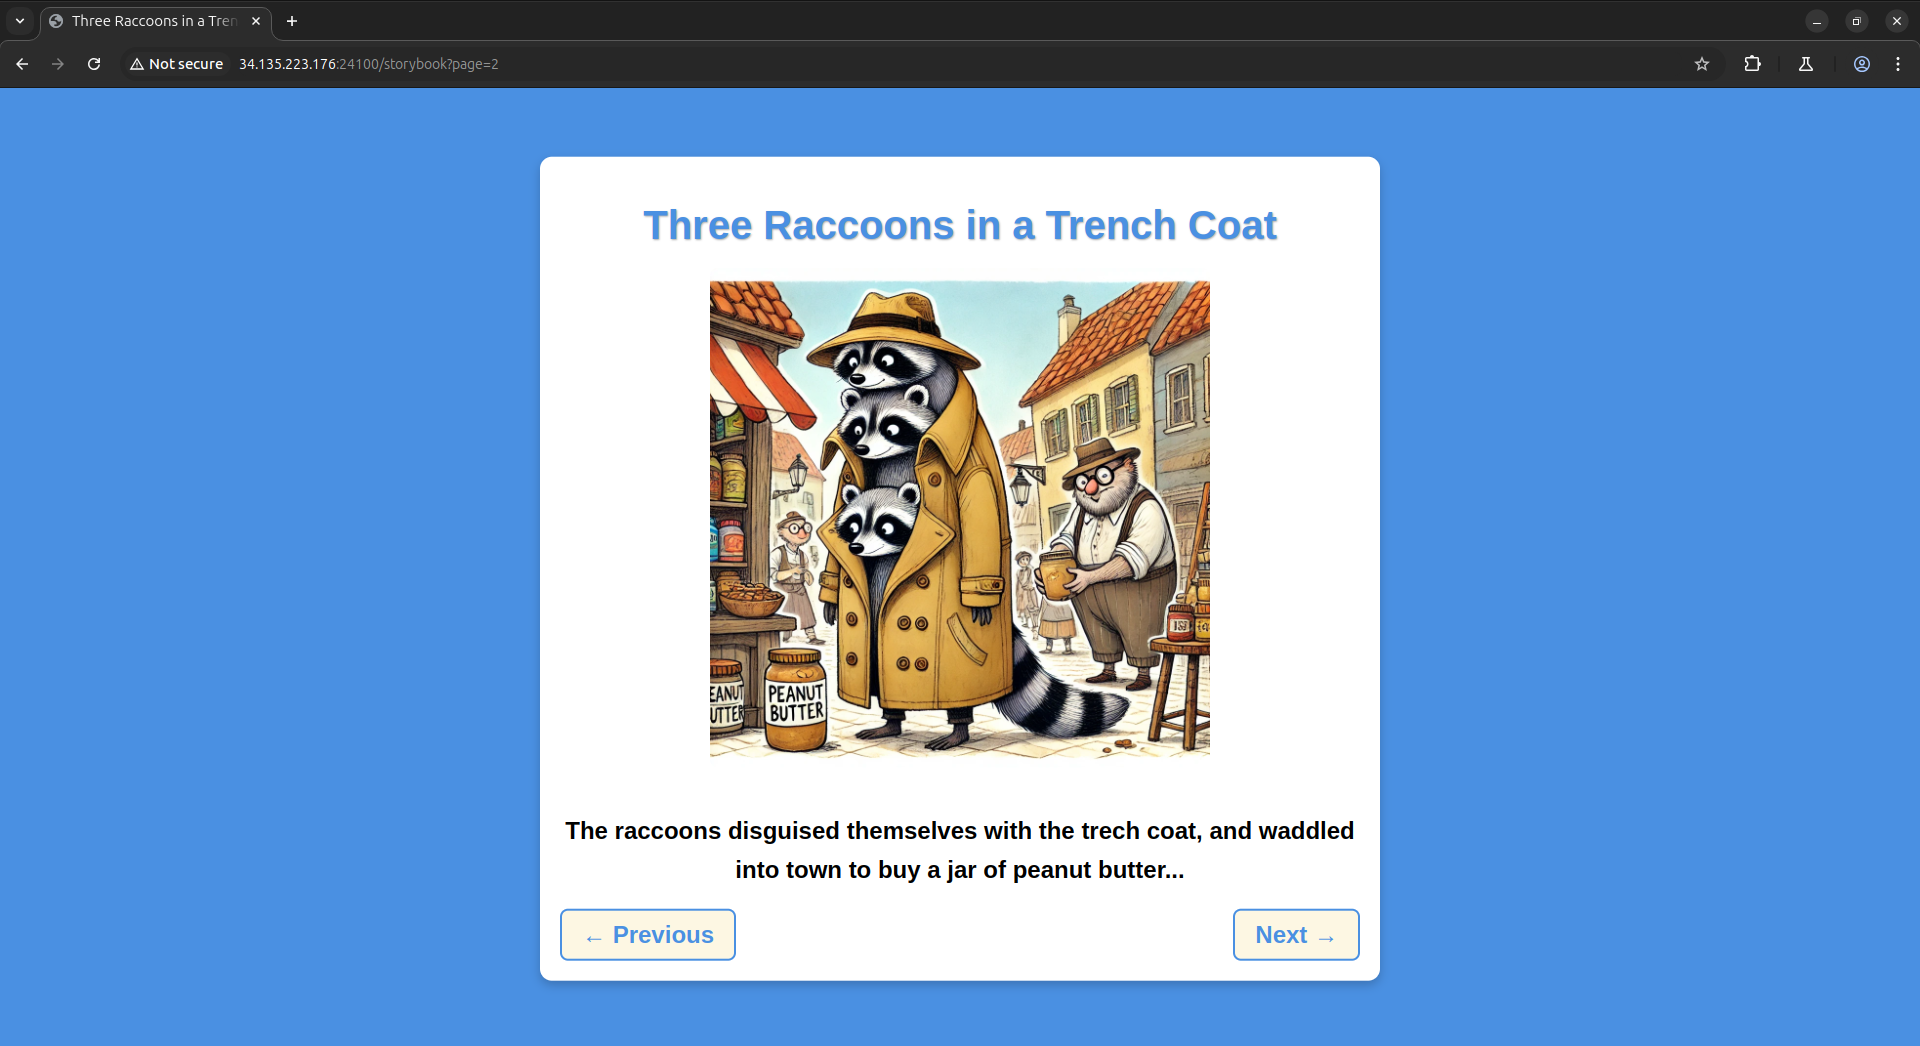 Three Raccoons in a Tren
Not secure 34.135.223.176:24100/storybook?page=2
Three Raccoons in a Trench Coat
PEANUT
BUTTER
EANUT
UTTER
The raccoons disguised themselves with the trech coat, and waddled
into town to buy a jar of peanut butter...
← Previous
Next →